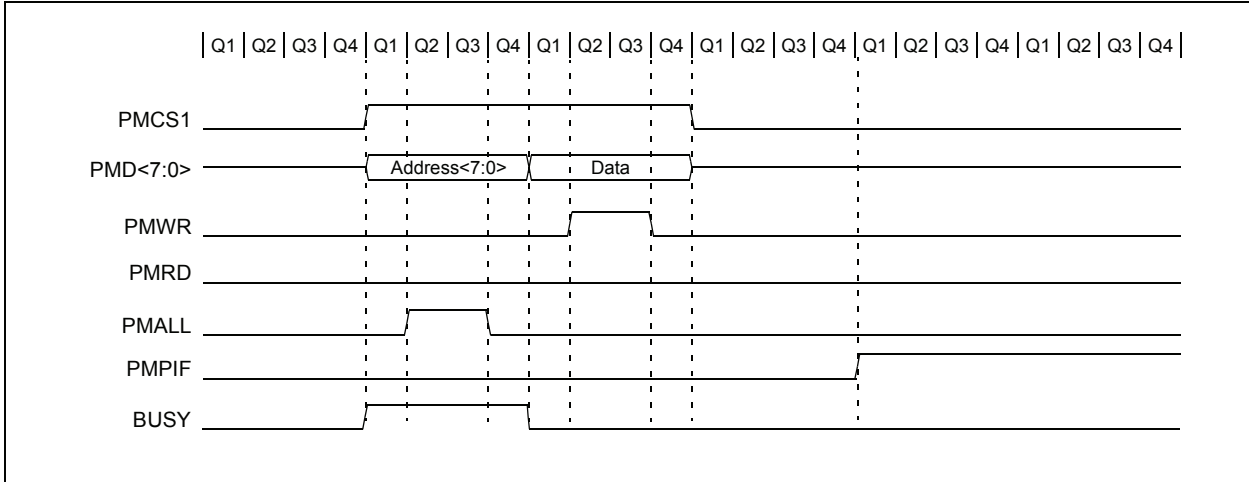 Q1 Q2 Q3 Q4 Q1 Q2 Q3 Q4 Q1 Q2 Q3 Q4 Q1 Q2 Q3 Q4 Q1 Q2 Q3 Q4 Q1 Q2 Q3 Q4
PMCS1
PMD<7:0> Address<7:0> Data
PMWR
PMRD
PMALL
PMPIF
BUSY